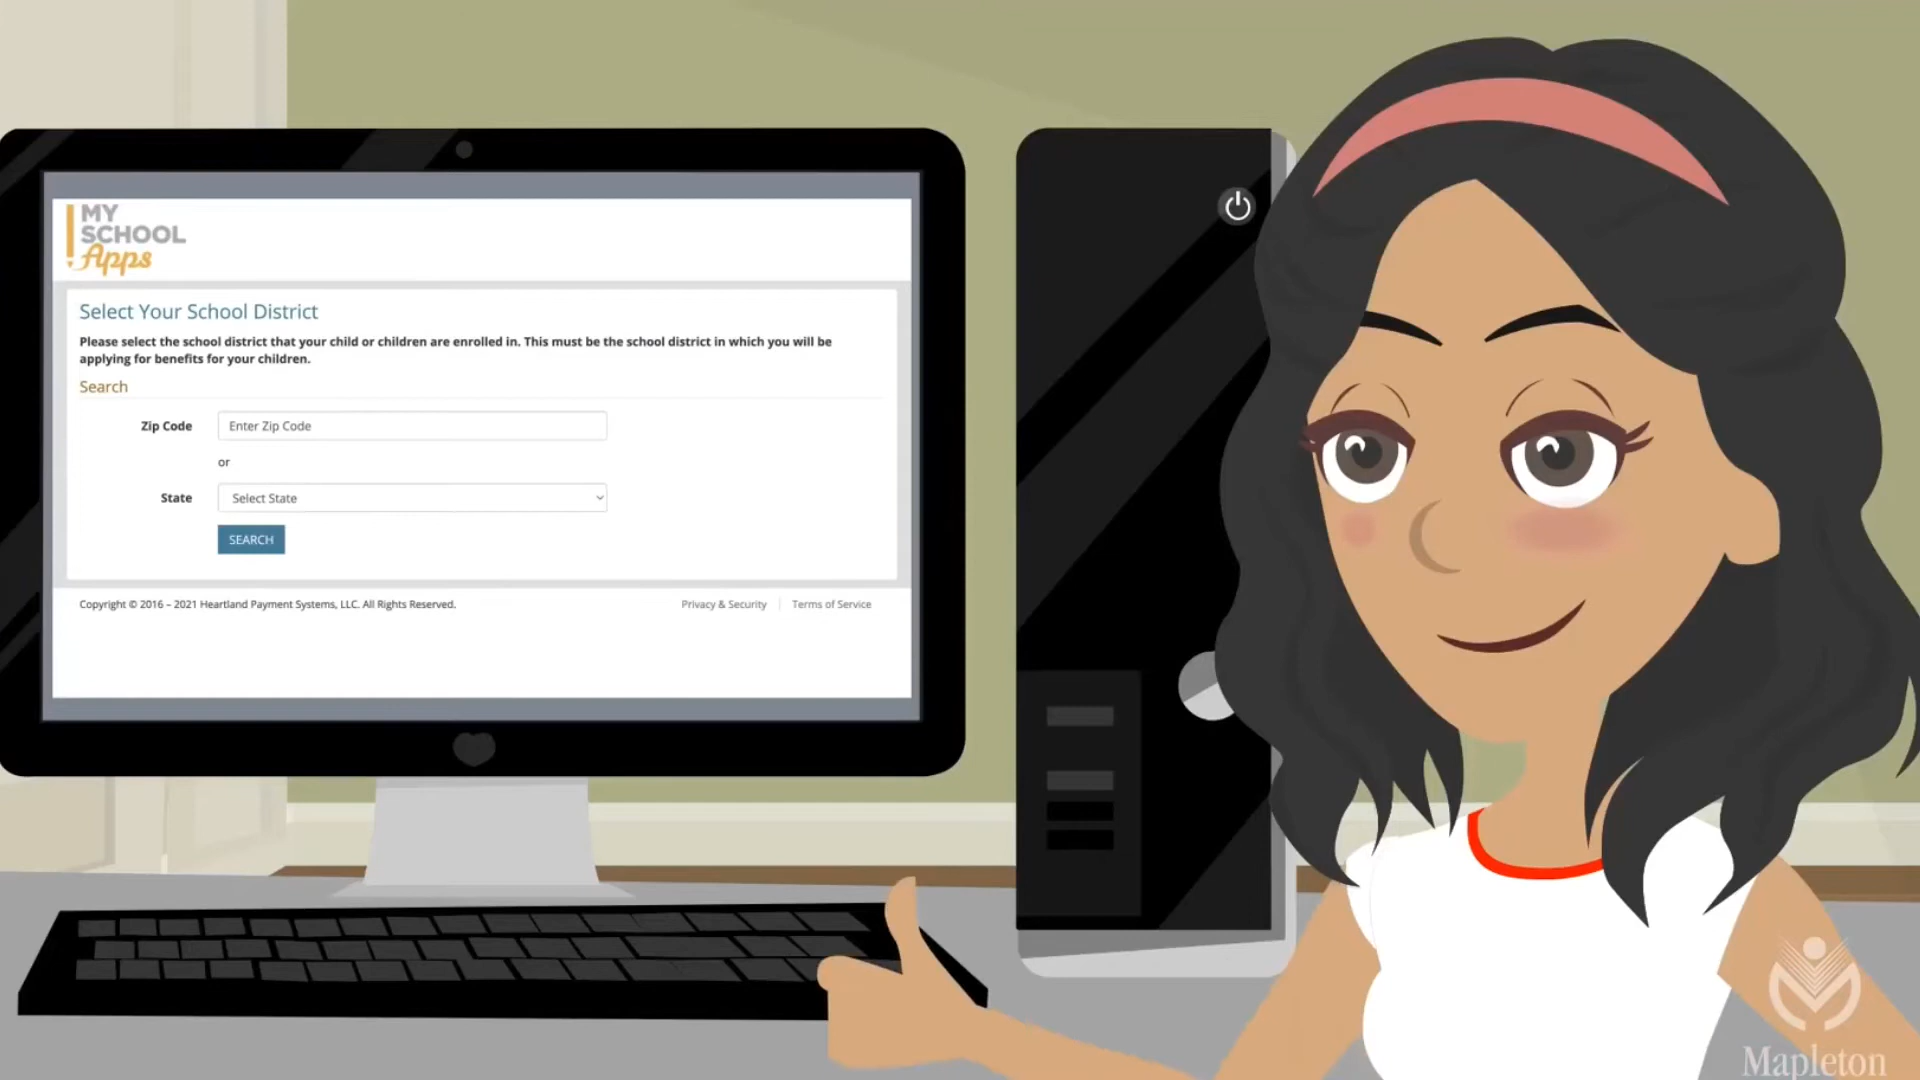 MY
SCHOOL
Apps
Select Your School District
Please select the school district that your child or children are enrolled in. This must be the school district in which you will be
applying for benefits for your children.
Search
Zip Code
Enter Zip Code
or
State
Select State
SEARCH
Copyright © 2016 – 2021 Heartland Payment Systems, LLC. All Rights Reserved.
Privacy & Security
Terms of Service
Mapleton